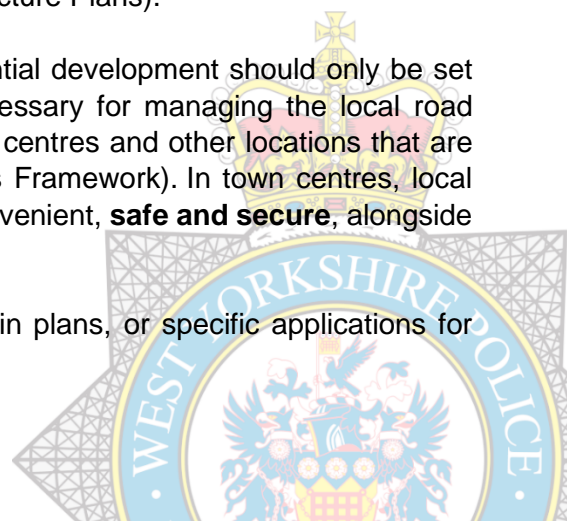 cture Plans).
ntial development should only be set
essary for managing the local road
centres and other locations that are
s Framework). In town centres, local
venient, safe and secure, alongside
in plans, or specific applications for
WEST YORKSHIRE POLICE